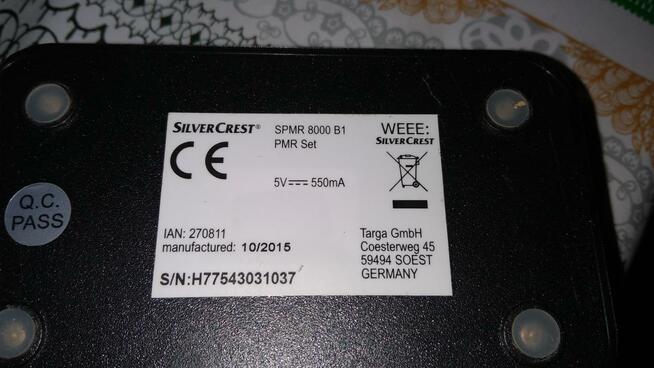 SILVERCREST®
SPMR 8000 B1
PMR Set
WEEE:
SILVERCREST
CE
5V⎓550mA
Q.C.
PASS
IAN: 270811
manufactured: 10/2015
S/N:H77543031037
Targa GmbH
Coesterweg 45
59494 SOEST
GERMANY